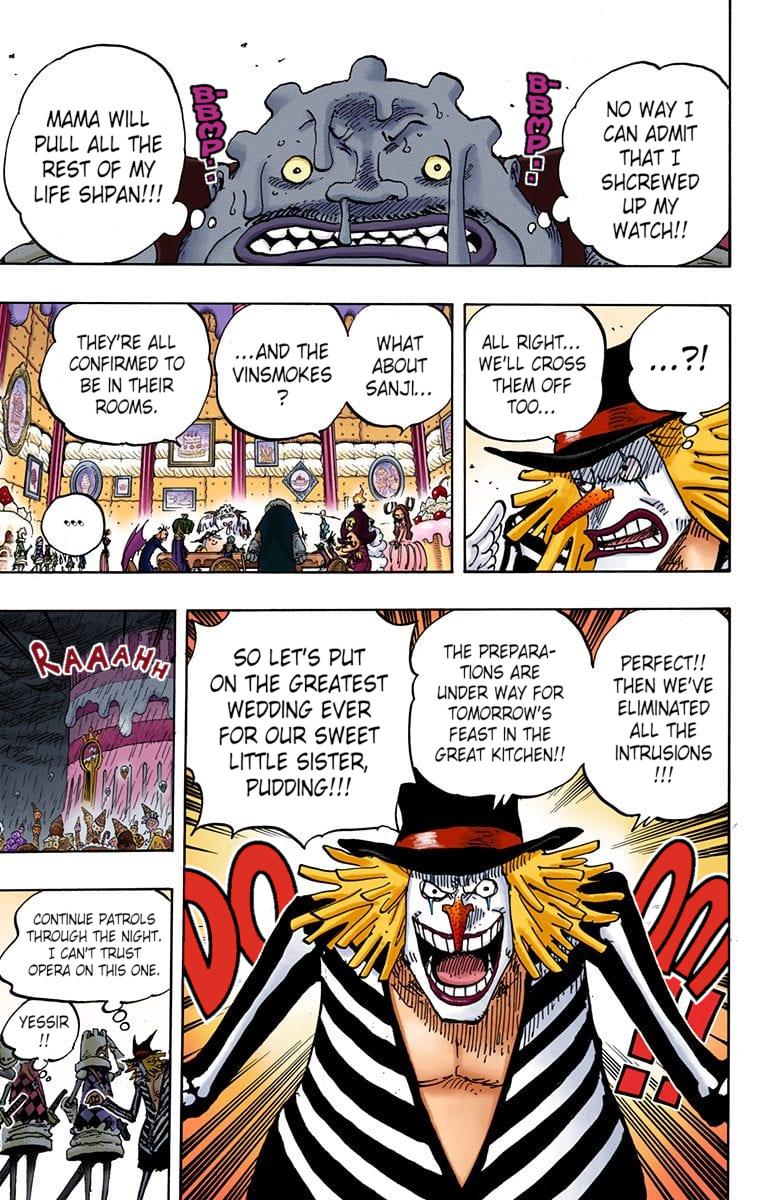 NO WAY I
CAN ADMIT
THAT I
SHCREWED
UP MY
WATCH!!
B-
BBMP..
B-
BBMP..
MAMA WILL
PULL ALL THE
REST OF MY
LIFE SHPAN!!!
...?!
ALL RIGHT...
WE'LL CROSS
THEM OFF
TOO...
WHAT
ABOUT
SANJI...
...AND THE
VINSMOKES
?
THEY'RE ALL
CONFIRMED TO
BE IN THEIR
ROOMS.
...
PERFECT!!
THEN WE'VE
ELIMINATED
ALL THE
INTRUSIONS
!!!
THE PREPARA-
TIONS ARE
UNDER WAY FOR
TOMORROW'S
FEAST IN THE
GREAT KITCHEN!!
SO LET'S PUT
ON THE GREATEST
WEDDING EVER
FOR OUR SWEET
LITTLE SISTER,
PUDDING!!!
DOOM!!
RAAAHH
CONTINUE PATROLS
THROUGH THE NIGHT.
I CAN'T TRUST
OPERA ON THIS ONE.
YESSIR
!!